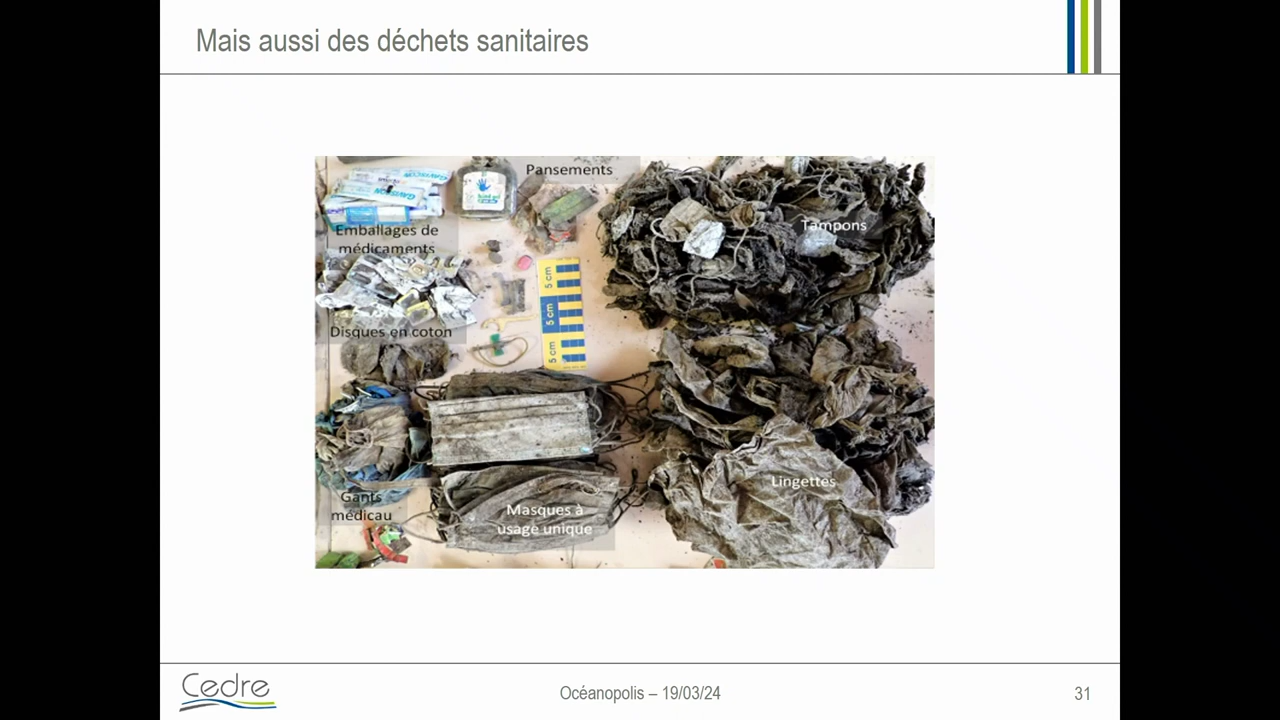 Mais aussi des déchets sanitaires
Pansements
Tampons
Emballages de
médicaments
5 cm
5 cm
5 cm
Disques en coton
Lingettes
Gants
médicau
Masques à
usage unique
Cedre
Océanopolis – 19/03/24
31